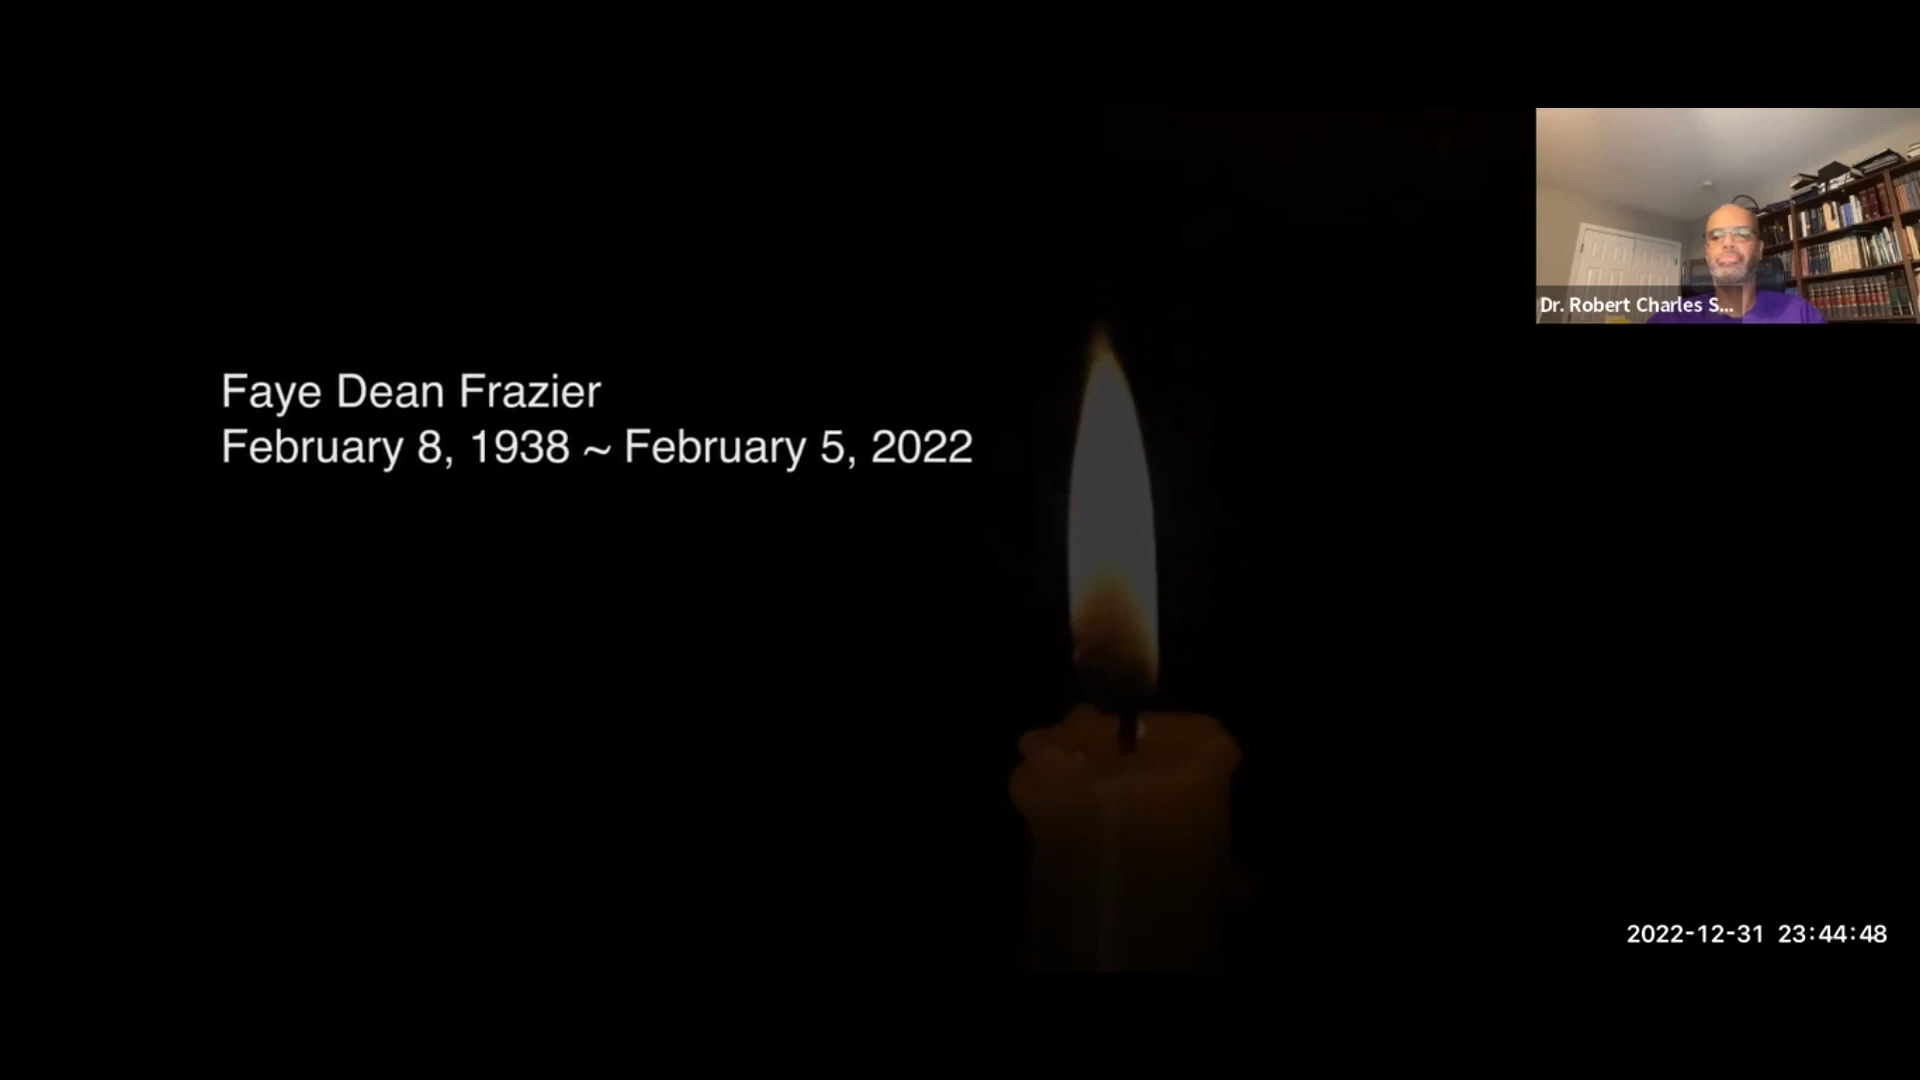 Faye Dean Frazier
February 8, 1938 ~ February 5, 2022
Dr. Robert Charles S...
2022-12-31 23:44:48